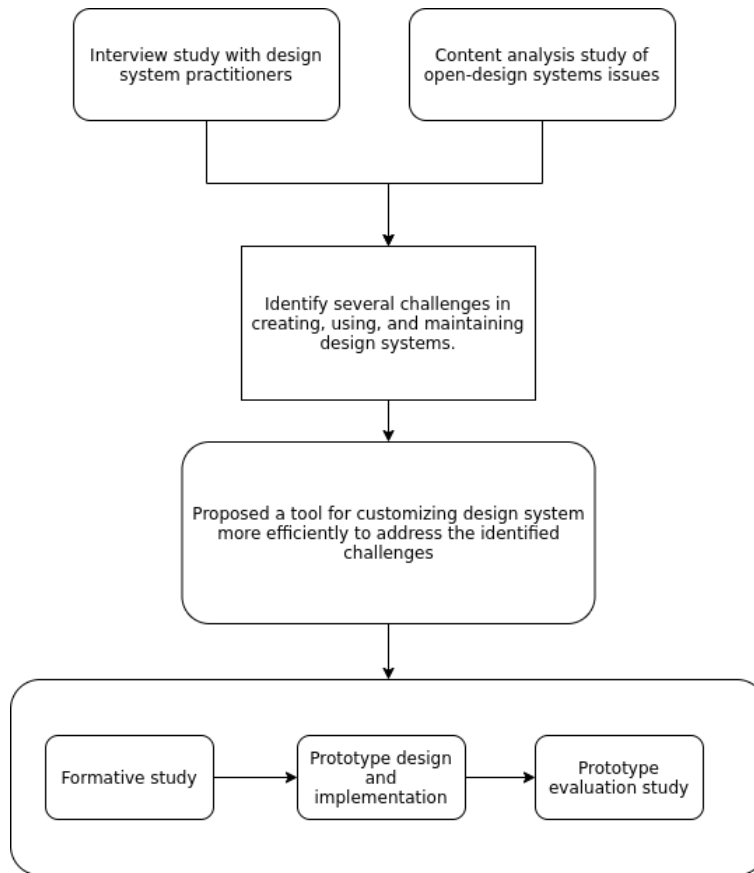 Interview study with design
system practitioners
Content analysis study of
open-design systems issues
Identify several challenges in
creating, using, and maintaining
design systems.
Proposed a tool for customizing design system
more efficiently to address the identified
challenges
Formative study
Prototype design
and
implementation
Prototype
evaluation study